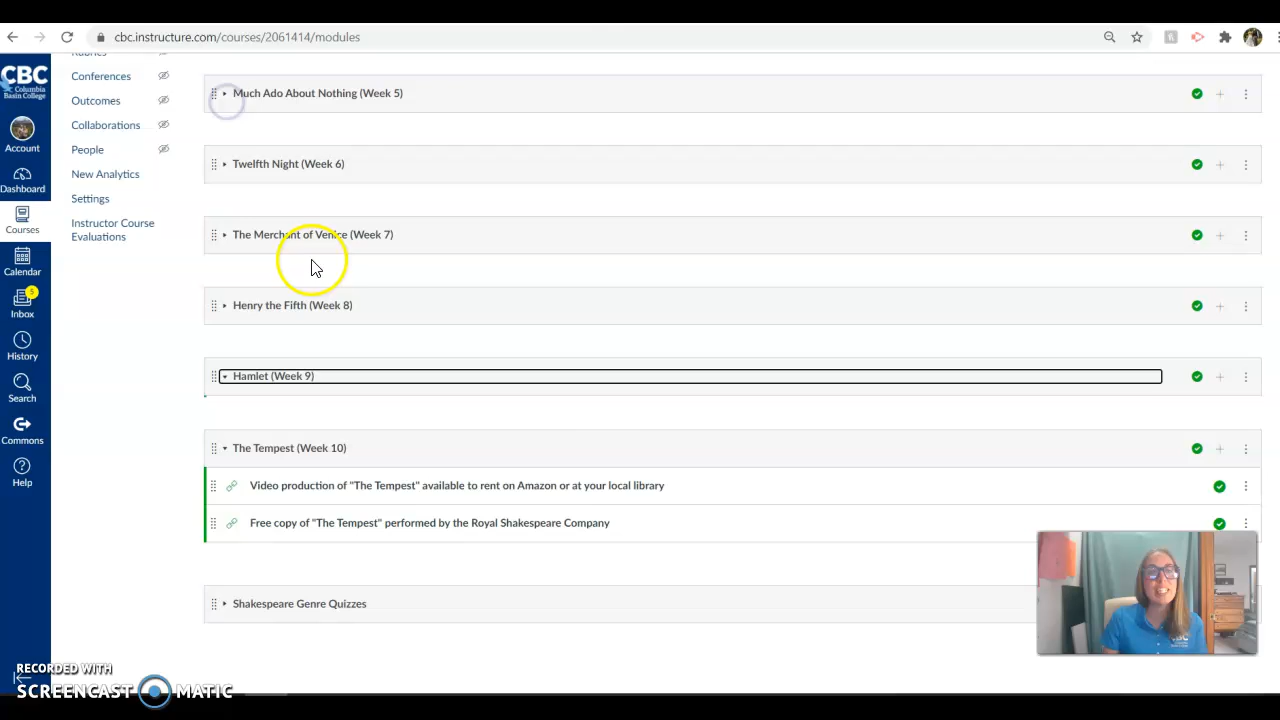 cbc.instructure.com/courses/2061414/modules
CBC
Columbia
Basin College
Account
Dashboard
Courses
Calendar
5
Inbox
History
Search
Commons
Help
Rubrics
Conferences
Outcomes
Collaborations
People
New Analytics
Settings
Instructor Course
Evaluations
Much Ado About Nothing (Week 5)
Twelfth Night (Week 6)
The Merchant of Venice (Week 7)
Henry the Fifth (Week 8)
Hamlet (Week 9)
The Tempest (Week 10)
Video production of "The Tempest" available to rent on Amazon or at your local library
Free copy of "The Tempest" performed by the Royal Shakespeare Company
Shakespeare Genre Quizzes
RECORDED WITH
SCREENCAST MATIC